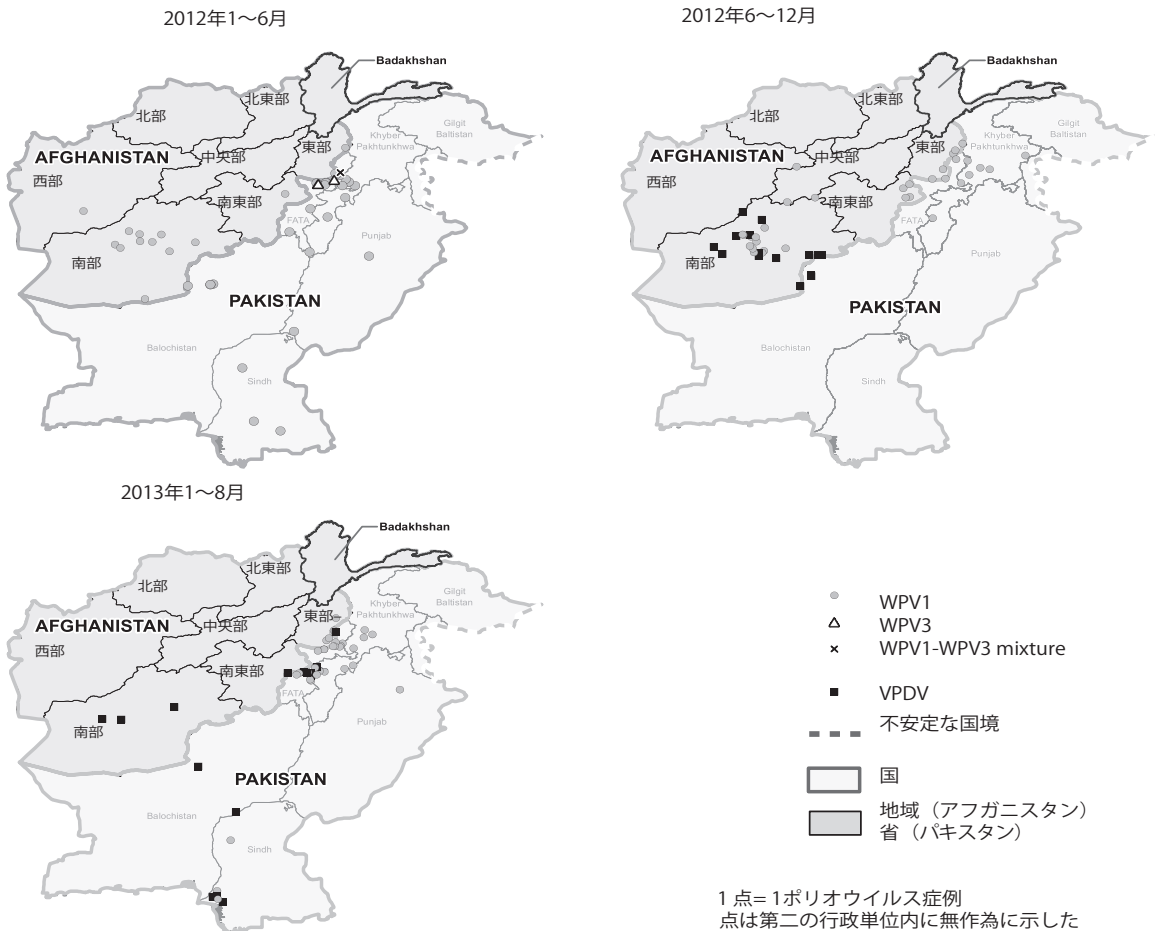 2012年1～6月
Badakhshan
北東部
北部
Gilgit
Baltistan
Khyber
Pakhtunkhwa
東部
AFGHANISTAN
中央部
西部
南東部
FATA
Punjab
南部
PAKISTAN
Balochistan
Sindh
2012年6～12月
Badakhshan
北東部
北部
Gilgit
Baltistan
Khyber
Pakhtunkhwa
東部
AFGHANISTAN
中央部
西部
南東部
FATA
Punjab
南部
PAKISTAN
Balochistan
Sindh
2013年1～8月
Badakhshan
北東部
北部
Gilgit
Baltistan
Khyber
Pakhtunkhwa
東部
AFGHANISTAN
中央部
西部
南東部
FATA
Punjab
南部
PAKISTAN
Balochistan
Sindh
WPV1
WPV3
WPV1-WPV3 mixture
VPDV
不安定な国境
国
地域（アフガニスタン）
省（パキスタン）
1 点= 1ポリオウイルス症例
点は第二の行政単位内に無作為に示した